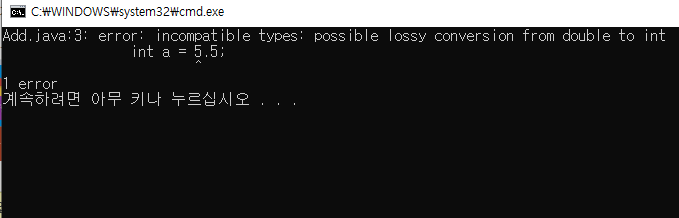 C:₩WINDOWS₩system32₩cmd.exe
Add.java:3: error: incompatible types: possible lossy conversion from double to int
int a = 5.5;
^
1 error
계속하려면 아무 키나 누르십시오 . . .